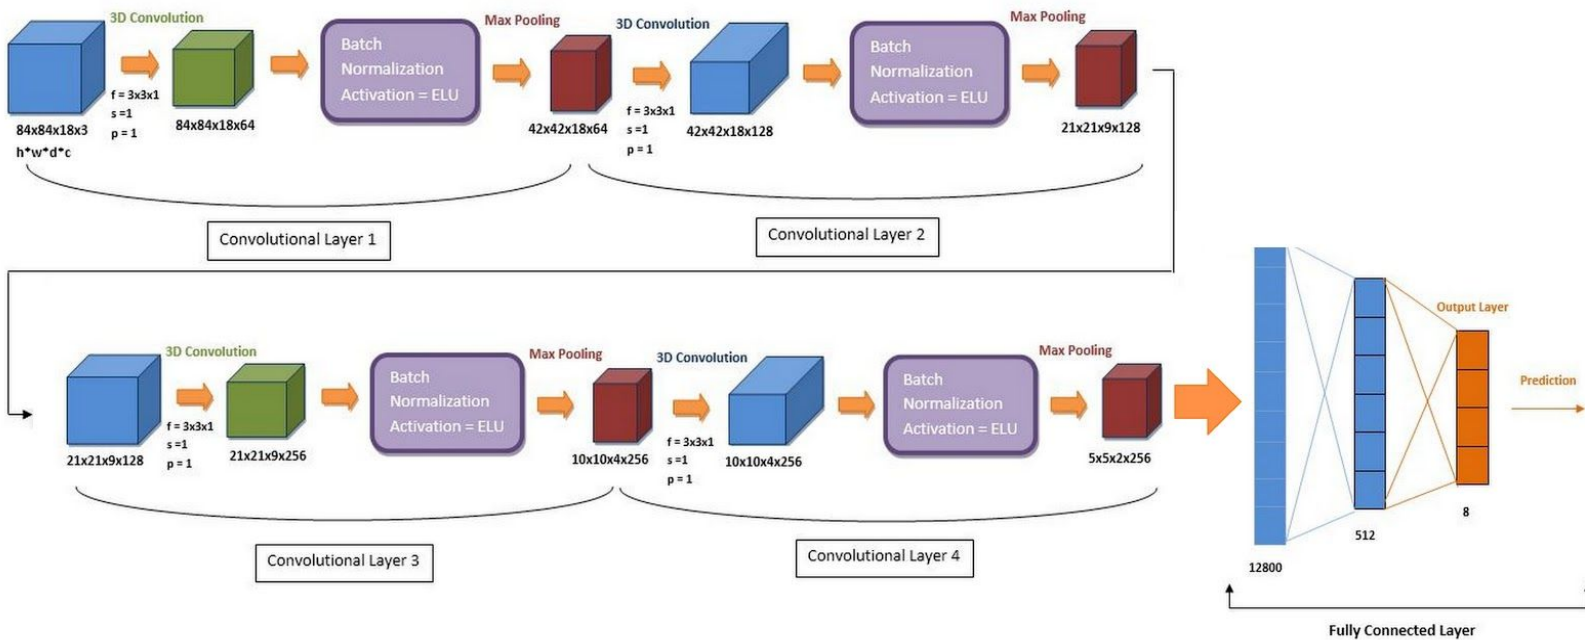 3D Convolution
f = 3x3x1
s =1
p = 1
84x84x18x3
h*w*d*c
84x84x18x64
Batch
Normalization
Activation = ELU
Max Pooling
42x42x18x64
3D Convolution
f = 3x3x1
s =1
p = 1
42x42x18x128
Batch
Normalization
Activation = ELU
Max Pooling
21x21x9x128
Convolutional Layer 1
Convolutional Layer 2
3D Convolution
f = 3x3x1
s =1
p = 1
21x21x9x128
21x21x9x256
Batch
Normalization
Activation = ELU
Max Pooling
10x10x4x256
3D Convolution
f = 3x3x1
s =1
p = 1
10x10x4x256
Batch
Normalization
Activation = ELU
Max Pooling
5x5x2x256
Convolutional Layer 3
Convolutional Layer 4
12800
512
Output Layer
8
Prediction
Fully Connected Layer